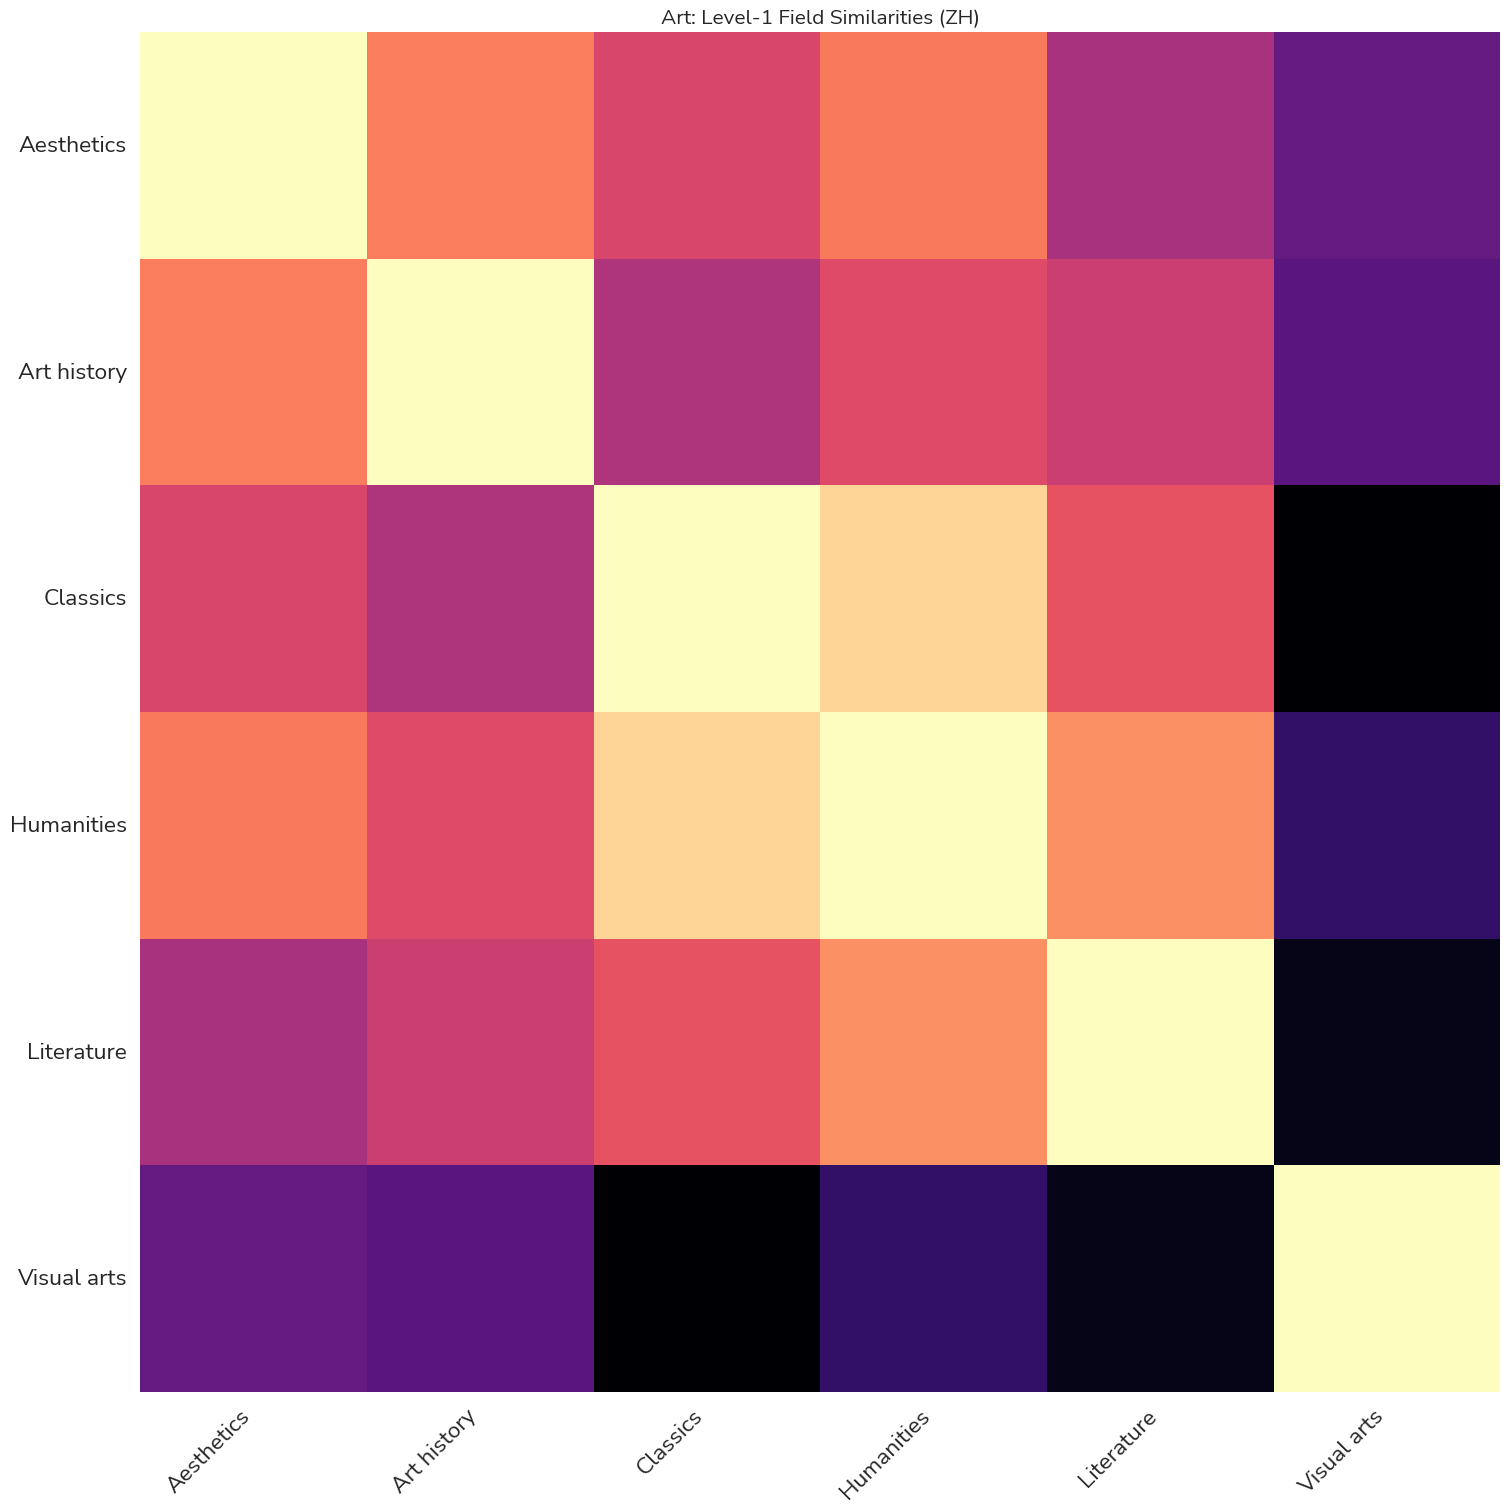 Art: Level-1 Field Similarities (ZH)
Aesthetics
Art history
Classics
Humanities
Literature
Visual arts
Aesthetics
Art history
Classics
Humanities
Literature
Visual arts